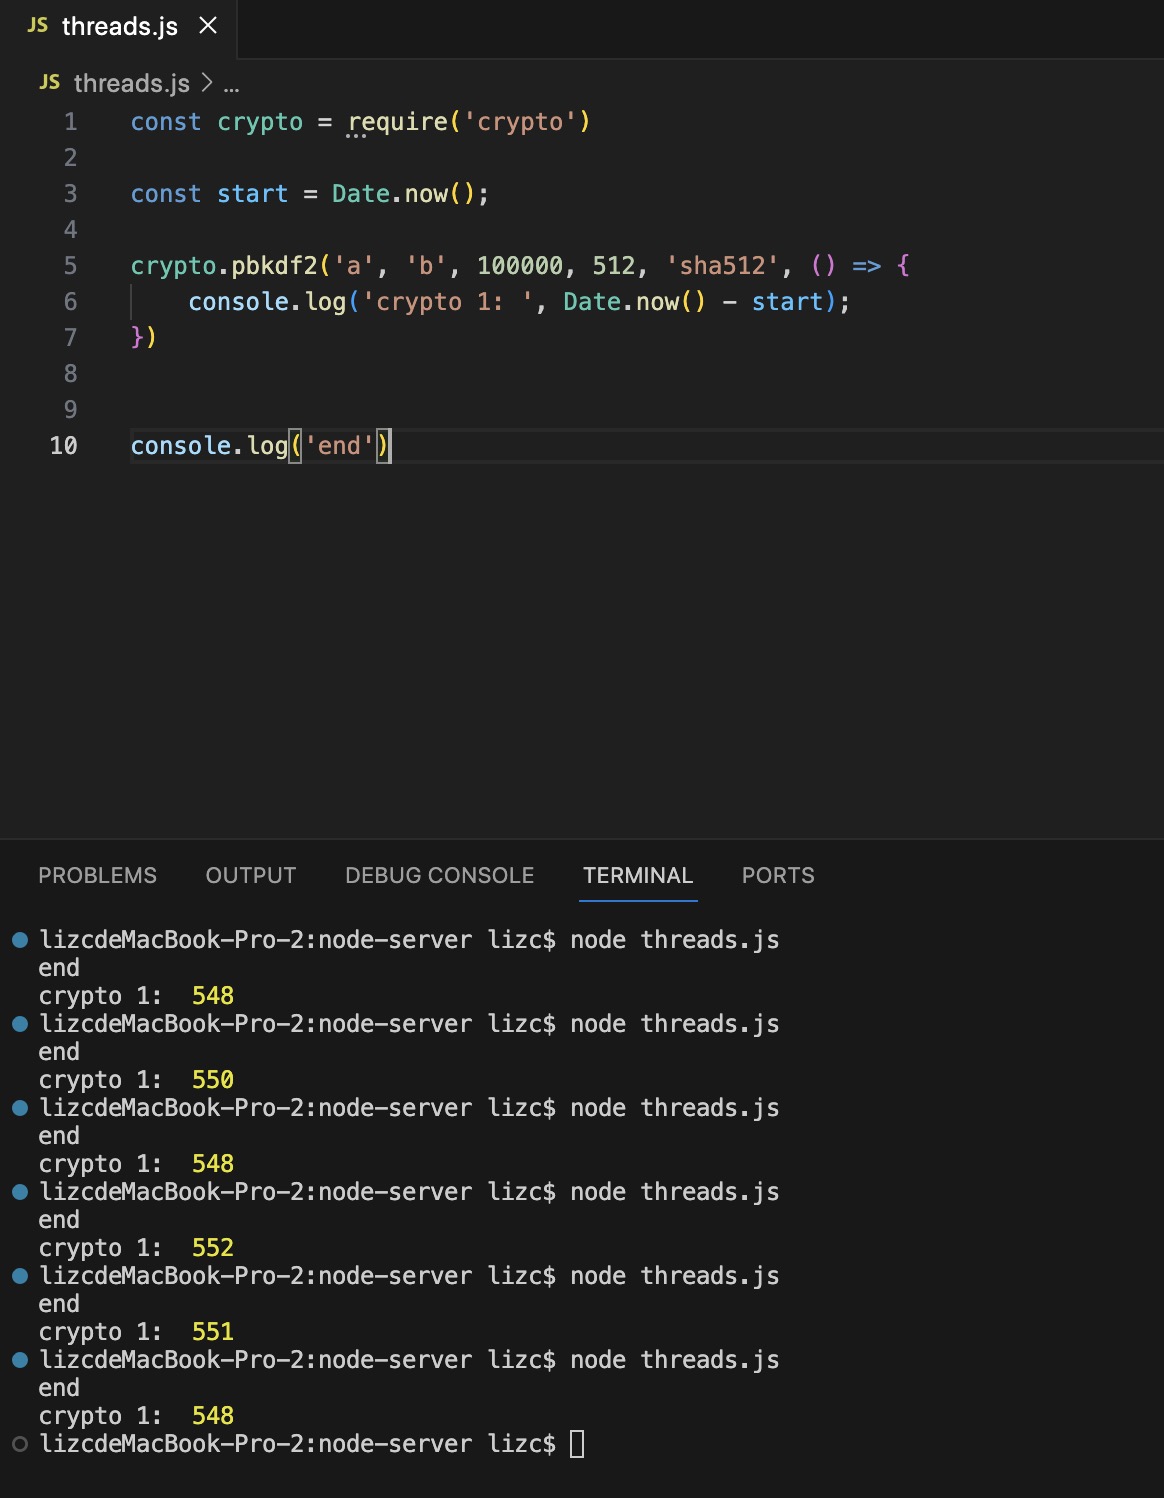 JS threads.js ×
JS threads.js > ...
1 const crypto = require('crypto')
2
3 const start = Date.now();
4
5 crypto.pbkdf2('a', 'b', 100000, 512, 'sha512', () => {
6     console.log('crypto 1: ', Date.now() - start);
7 })
8
9
10 console.log('end')
PROBLEMS OUTPUT DEBUG CONSOLE TERMINAL PORTS
lizcdeMacBook-Pro-2:node-server lizc$ node threads.js
end
crypto 1:  548
lizcdeMacBook-Pro-2:node-server lizc$ node threads.js
end
crypto 1:  550
lizcdeMacBook-Pro-2:node-server lizc$ node threads.js
end
crypto 1:  548
lizcdeMacBook-Pro-2:node-server lizc$ node threads.js
end
crypto 1:  552
lizcdeMacBook-Pro-2:node-server lizc$ node threads.js
end
crypto 1:  551
lizcdeMacBook-Pro-2:node-server lizc$ node threads.js
end
crypto 1:  548
lizcdeMacBook-Pro-2:node-server lizc$